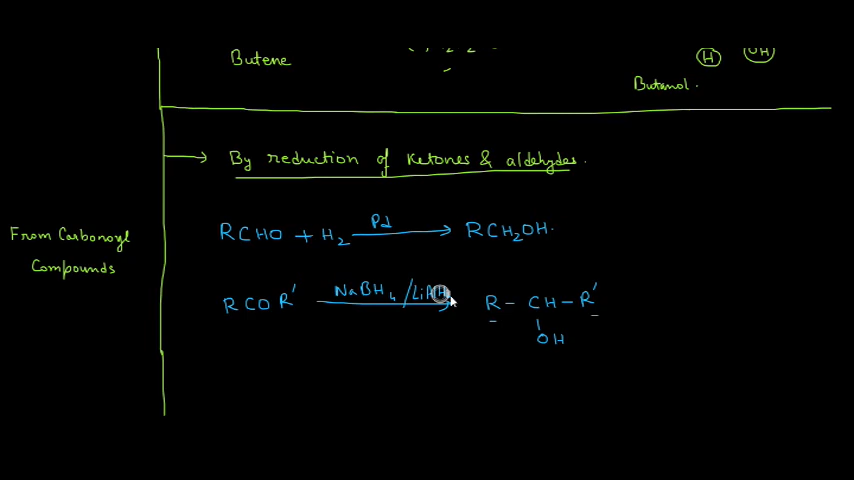 Butene
H OH
Butanol.
By reduction of Ketones & aldehydes.
From Carbonoyl
Compounds
RCHO + H₂ Pd → RCH₂OH.
RCOR' NaBH₄/ → R - CH - R'
OH